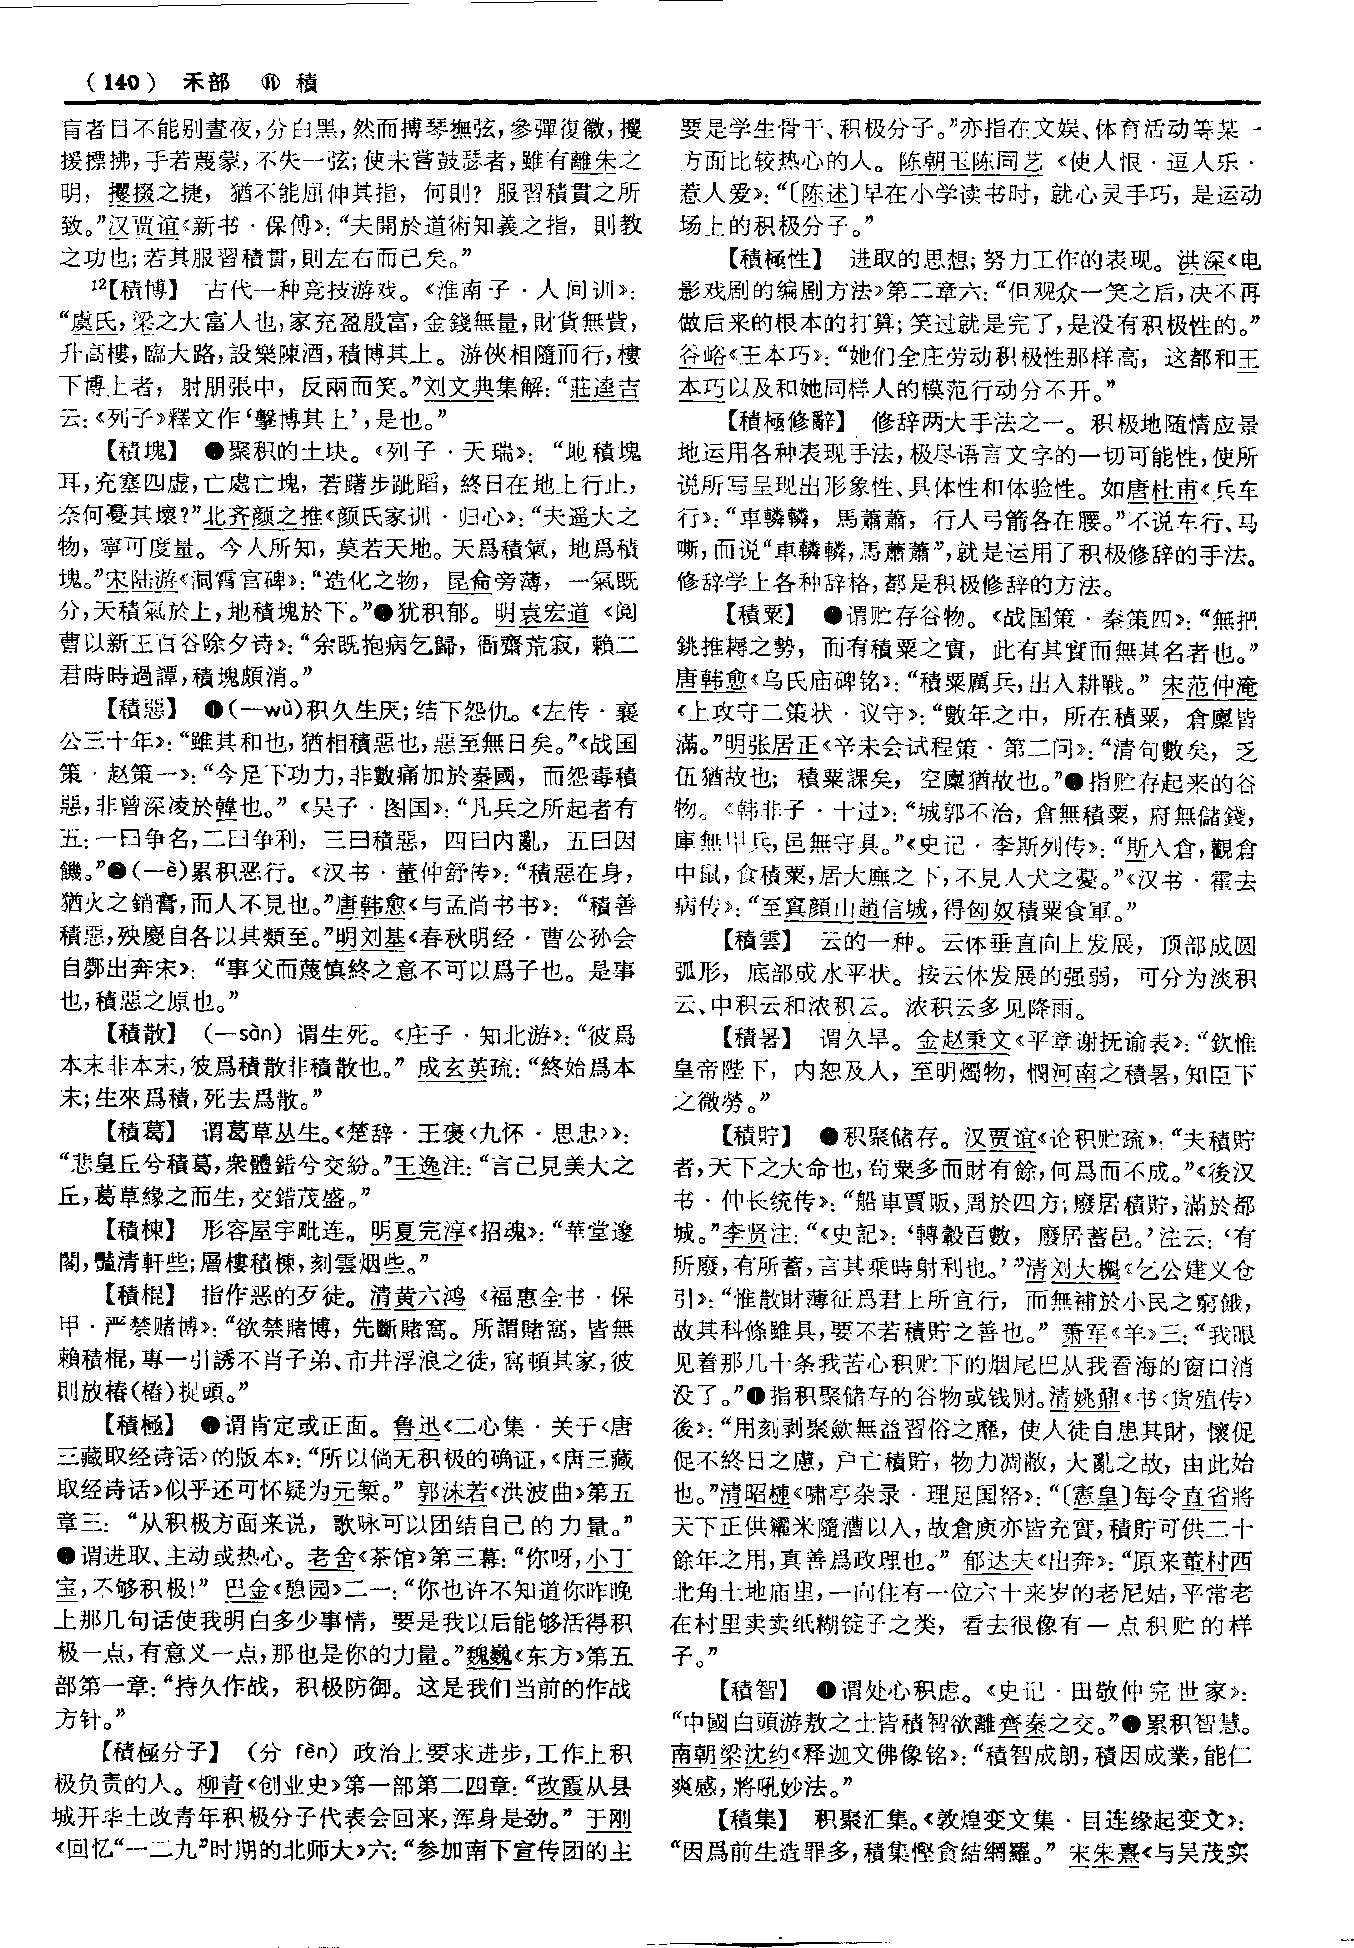 （140） 禾部 ⑪ 積
盲者目不能别晝夜，分白黑，然而搏琴撫弦，參彈復徽，攫
援摽拂，手若蔑蒙，不失一弦；使未嘗鼓瑟者，雖有離朱之
明，攫掇之捷，猶不能屈伸其指，何則？服習積貫之所
致。”汉贾谊《新书·保傅》：“夫開於道術知義之指，則教
之功也；若其服習積貫，則左右而已矣。”
¹²【積博】 古代一种竞技游戏。《淮南子·人间训》：
“虞氏，梁之大富人也，家充盈殷富，金錢無量，財貨無貲，
升高樓，臨大路，設樂陳酒，積博其上。游俠相隨而行，樓
下博上者，射朋張中，反兩而笑。”刘文典集解：“莊逵吉
云：《列子》釋文作‘擊博其上’，是也。”
【積塊】 ❶聚积的土块。《列子·天瑞》：“地積塊
耳，充塞四虛，亡處亡塊，若躇步跐蹈，終日在地上行止，
奈何憂其壞？”北齐颜之推《颜氏家训·归心》：“夫遥大之
物，寧可度量。今人所知，莫若天地。天爲積氣，地爲積
塊。”宋陆游《洞霄宫碑》：“造化之物，昆侖旁薄，一氣既
分，天積氣於上，地積塊於下。”❷犹积郁。明袁宏道《阅
曹以新王百谷除夕诗》：“余既抱病乞歸，衙齋荒寂，賴二
君時時過譚，積塊頗消。”
【積惡】 ❶（—wù）积久生厌；结下怨仇。《左传·襄
公三十年》：“雖其和也，猶相積惡也，惡至無日矣。”《战国
策·赵策一》：“今足下功力，非數痛加於秦國，而怨毒積
惡，非曾深凌於韓也。”《吴子·图国》：“凡兵之所起者有
五：一曰争名，二曰争利，三曰積惡，四曰内亂，五曰因
饑。”❷（—è）累积恶行。《汉书·董仲舒传》：“積惡在身，
猶火之銷膏，而人不見也。”唐韩愈《与孟尚书书》：“積善
積惡，殃慶自各以其類至。”明刘基《春秋明经·曹公孙会
自鄸出奔宋》：“事父而蔑慎終之意不可以爲子也。是事
也，積惡之原也。”
【積散】 （—sàn）谓生死。《庄子·知北游》：“彼爲
本末非本末，彼爲積散非積散也。”成玄英疏：“終始爲本
末；生來爲積，死去爲散。”
【積葛】 谓葛草丛生。《楚辞·王褒〈九怀·思忠〉》：
“悲皇丘兮積葛，衆體錯兮交紛。”王逸注：“言己見美大之
丘，葛草緣之而生，交錯茂盛。”
【積棟】 形容屋宇毗连。明夏完淳《招魂》：“華堂邃
閣，豔清軒些；層樓積棟，刻雲烟些。”
【積棍】 指作恶的歹徒。清黄六鸿《福惠全书·保
甲·严禁赌博》：“欲禁賭博，先斷賭窩。所謂賭窩，皆無
賴積棍，專一引誘不肖子弟、市井浮浪之徒，窩頓其家，彼
則放樁（樁）捉頭。”
【積極】 ❶谓肯定或正面。鲁迅《二心集·关于〈唐
三藏取经诗话〉的版本》：“所以倘无积极的确证，《唐三藏
取经诗话》似乎还可怀疑为元椠。”郭沫若《洪波曲》第五
章三：“从积极方面来说，歌咏可以团结自己的力量。”
❷谓进取、主动或热心。老舍《茶馆》第三幕：“你呀，小丁
宝，不够积极！”巴金《憩园》二一：“你也许不知道你昨晚
上那几句话使我明白多少事情，要是我以后能够活得积
极一点，有意义一点，那也是你的力量。”魏巍《东方》第五
部第一章：“持久作战，积极防御。这是我们当前的作战
方针。”
【積極分子】 （分 fèn）政治上要求进步，工作上积
极负责的人。柳青《创业史》第一部第二四章：“改霞从县
城开毕土改青年积极分子代表会回来，浑身是劲。”于刚
《回忆“一二九”时期的北师大》六：“参加南下宣传团的主
要是学生骨干、积极分子。”亦指在文娱、体育活动等某一
方面比较热心的人。陈朝玉陈同艺《使人恨·逗人乐·
惹人爱》：“〔陈述〕早在小学读书时，就心灵手巧，是运动
场上的积极分子。”
【積極性】 进取的思想；努力工作的表现。洪深《电
影戏剧的编剧方法》第二章六：“但观众一笑之后，决不再
做后来的根本的打算；笑过就是完了，是没有积极性的。”
谷峪《王本巧》：“她们全庄劳动积极性那样高，这都和王
本巧以及和她同样人的模范行动分不开。”
【積極修辭】 修辞两大手法之一。积极地随情应景
地运用各种表现手法，极尽语言文字的一切可能性，使所
说所写呈现出形象性、具体性和体验性。如唐杜甫《兵车
行》：“車轔轔，馬蕭蕭，行人弓箭各在腰。”不说车行、马
嘶，而说“車轔轔，馬蕭蕭”，就是运用了积极修辞的手法。
修辞学上各种辞格，都是积极修辞的方法。
【積粟】 ❶谓贮存谷物。《战国策·秦策四》：“無把
銚推耨之勢，而有積粟之實，此有其實而無其名者也。”
唐韩愈《乌氏庙碑铭》：“積粟厲兵，出入耕戰。”宋范仲淹
《上攻守二策状·议守》：“數年之中，所在積粟，倉廩皆
滿。”明张居正《辛未会试程策·第二问》：“清句數矣，乏
伍猶故也；積粟課矣，空廩猶故也。”❷指贮存起来的谷
物。《韩非子·十过》：“城郭不治，倉無積粟，府無儲錢，
庫無甲兵，邑無守具。”《史记·李斯列传》：“斯入倉，觀倉
中鼠，食積粟，居大廡之下，不見人犬之憂。”《汉书·霍去
病传》：“至窴顔山趙信城，得匈奴積粟食軍。”
【積雲】 云的一种。云体垂直向上发展，顶部成圆
弧形，底部成水平状。按云体发展的强弱，可分为淡积
云、中积云和浓积云。浓积云多见降雨。
【積暑】 谓久旱。金赵秉文《平章谢抚谕表》：“欽惟
皇帝陛下，内恕及人，至明燭物，憫河南之積暑，知臣下
之微勞。”
【積貯】 ❶积聚储存。汉贾谊《论积贮疏》：“夫積貯
者，天下之大命也，苟粟多而財有餘，何爲而不成。”《後汉
书·仲长统传》：“船車賈販，周於四方；廢居積貯，滿於都
城。”李贤注：“《史記》：‘轉轂百數，廢居蓄邑。’注云：‘有
所廢，有所蓄，言其乘時射利也。’”清刘大櫆《乞公建义仓
引》：“惟散財薄征爲君上所宜行，而無補於小民之窮餓，
故其科條雖具，要不若積貯之善也。”萧军《羊》三：“我眼
见着那几十条我苦心积贮下的烟尾巴从我看海的窗口消
没了。”❷指积聚储存的谷物或钱财。清姚鼐《书〈货殖传〉
後》：“用刻剥聚歛無益習俗之靡，使人徒自患其財，懷促
促不終日之慮，户亡積貯，物力凋敝，大亂之故，由此始
也。”清昭槤《啸亭杂录·理足国帑》：“〔憲皇〕每令直省將
天下正供糴米隨漕以入，故倉庾亦皆充實，積貯可供二十
餘年之用，真善爲政理也。”郁达夫《出奔》：“原来董村西
北角土地庙里，一向住有一位六十来岁的老尼姑，平常老
在村里卖卖纸糊锭子之类，看去很像有一点积贮的样
子。”
【積智】 ❶谓处心积虑。《史记·田敬仲完世家》：
“中國白頭游敖之士皆積智欲離齊秦之交。”❷累积智慧。
南朝梁沈约《释迦文佛像铭》：“積智成朗，積因成業，能仁
爽感，將吼妙法。”
【積集】 积聚汇集。《敦煌变文集·目连缘起变文》：
“因爲前生造罪多，積集慳貪結網羅。”宋朱熹《与吴茂实